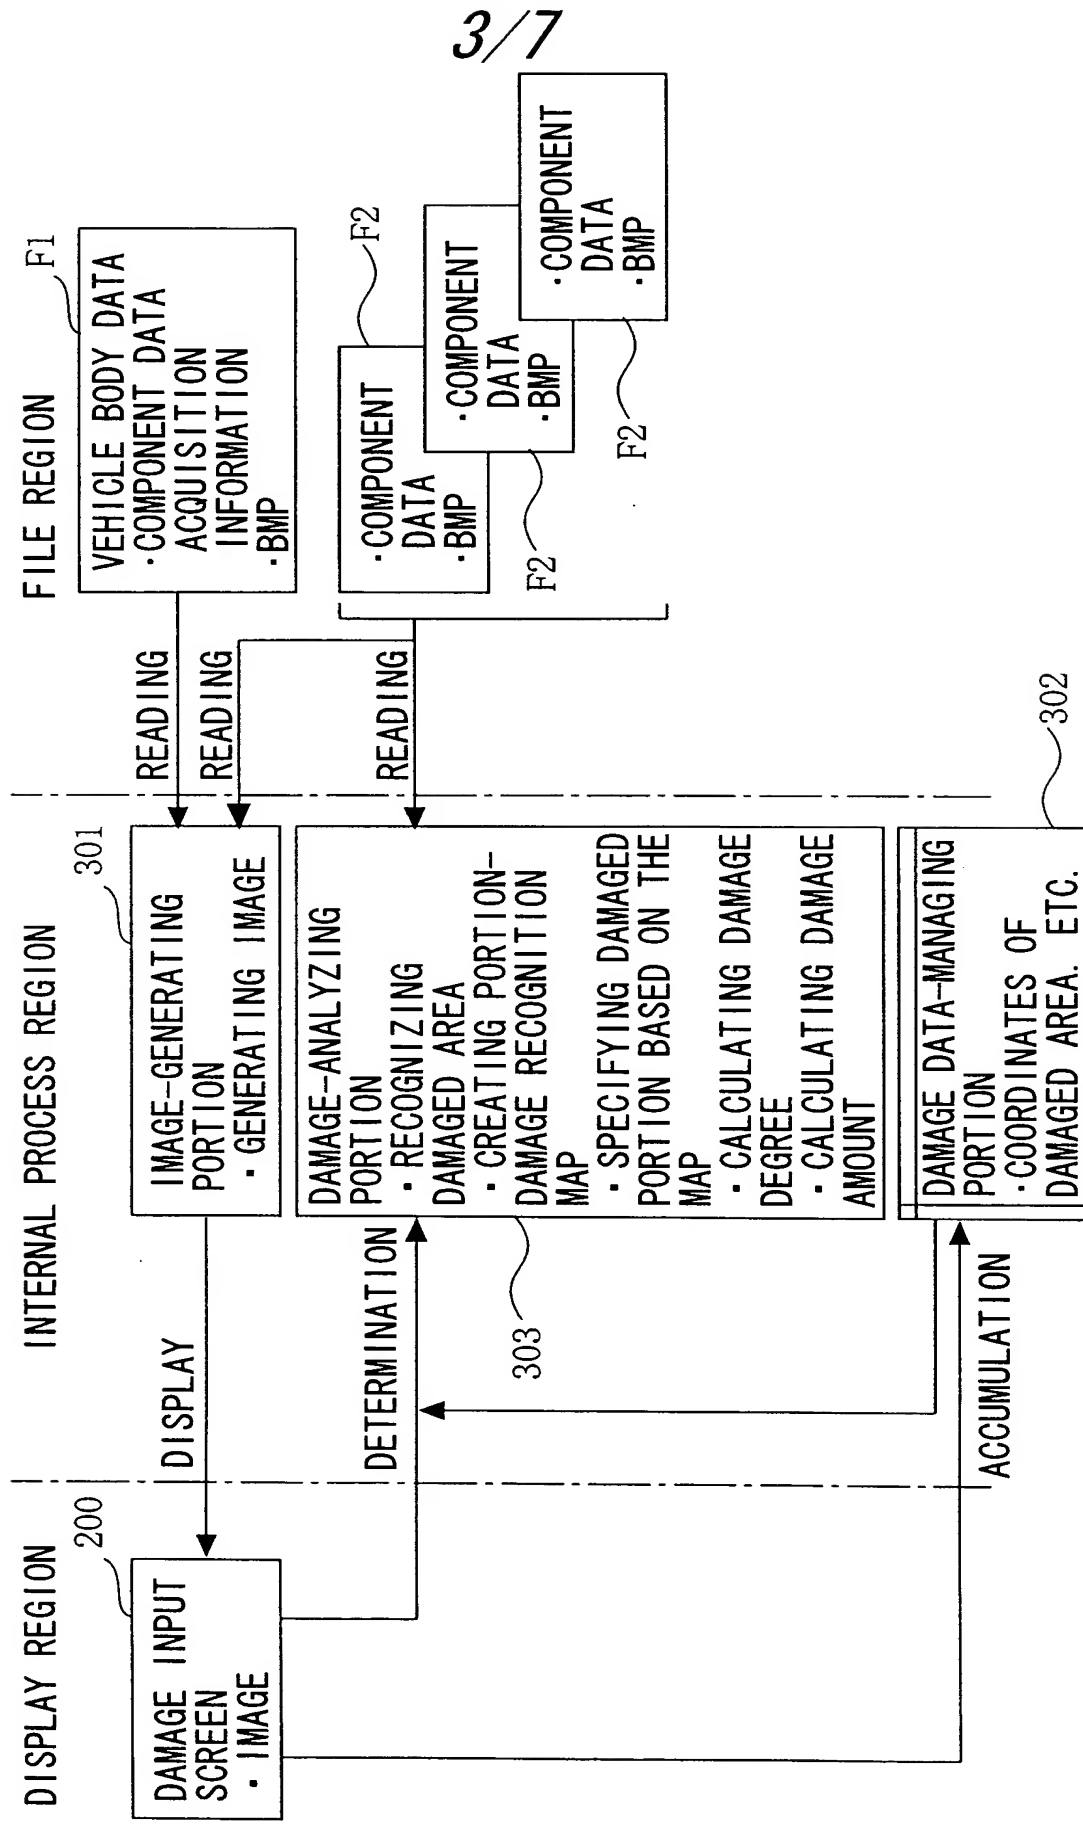 3/7
DISPLAY REGION
INTERNAL PROCESS REGION
FILE REGION
200
DAMAGE INPUT
SCREEN
・IMAGE
DISPLAY
301
IMAGE-GENERATING
PORTION
・GENERATING IMAGE
READING
READING
F1
VEHICLE BODY DATA
・COMPONENT DATA
ACQUISITION
INFORMATION
・BMP
DETERMINATION
303
DAMAGE-ANALYZING
PORTION
・RECOGNIZING
DAMAGED AREA
・CREATING PORTION-
DAMAGE RECOGNITION
MAP
・SPECIFYING DAMAGED
PORTION BASED ON THE
MAP
・CALCULATING DAMAGE
DEGREE
・CALCULATING DAMAGE
AMOUNT
READING
・COMPONENT
DATA
・BMP
F2
・COMPONENT
DATA
・BMP
F2
・COMPONENT
DATA
・BMP
F2
ACCUMULATION
302
DAMAGE DATA-MANAGING
PORTION
・COORDINATES OF
DAMAGED AREA. ETC.